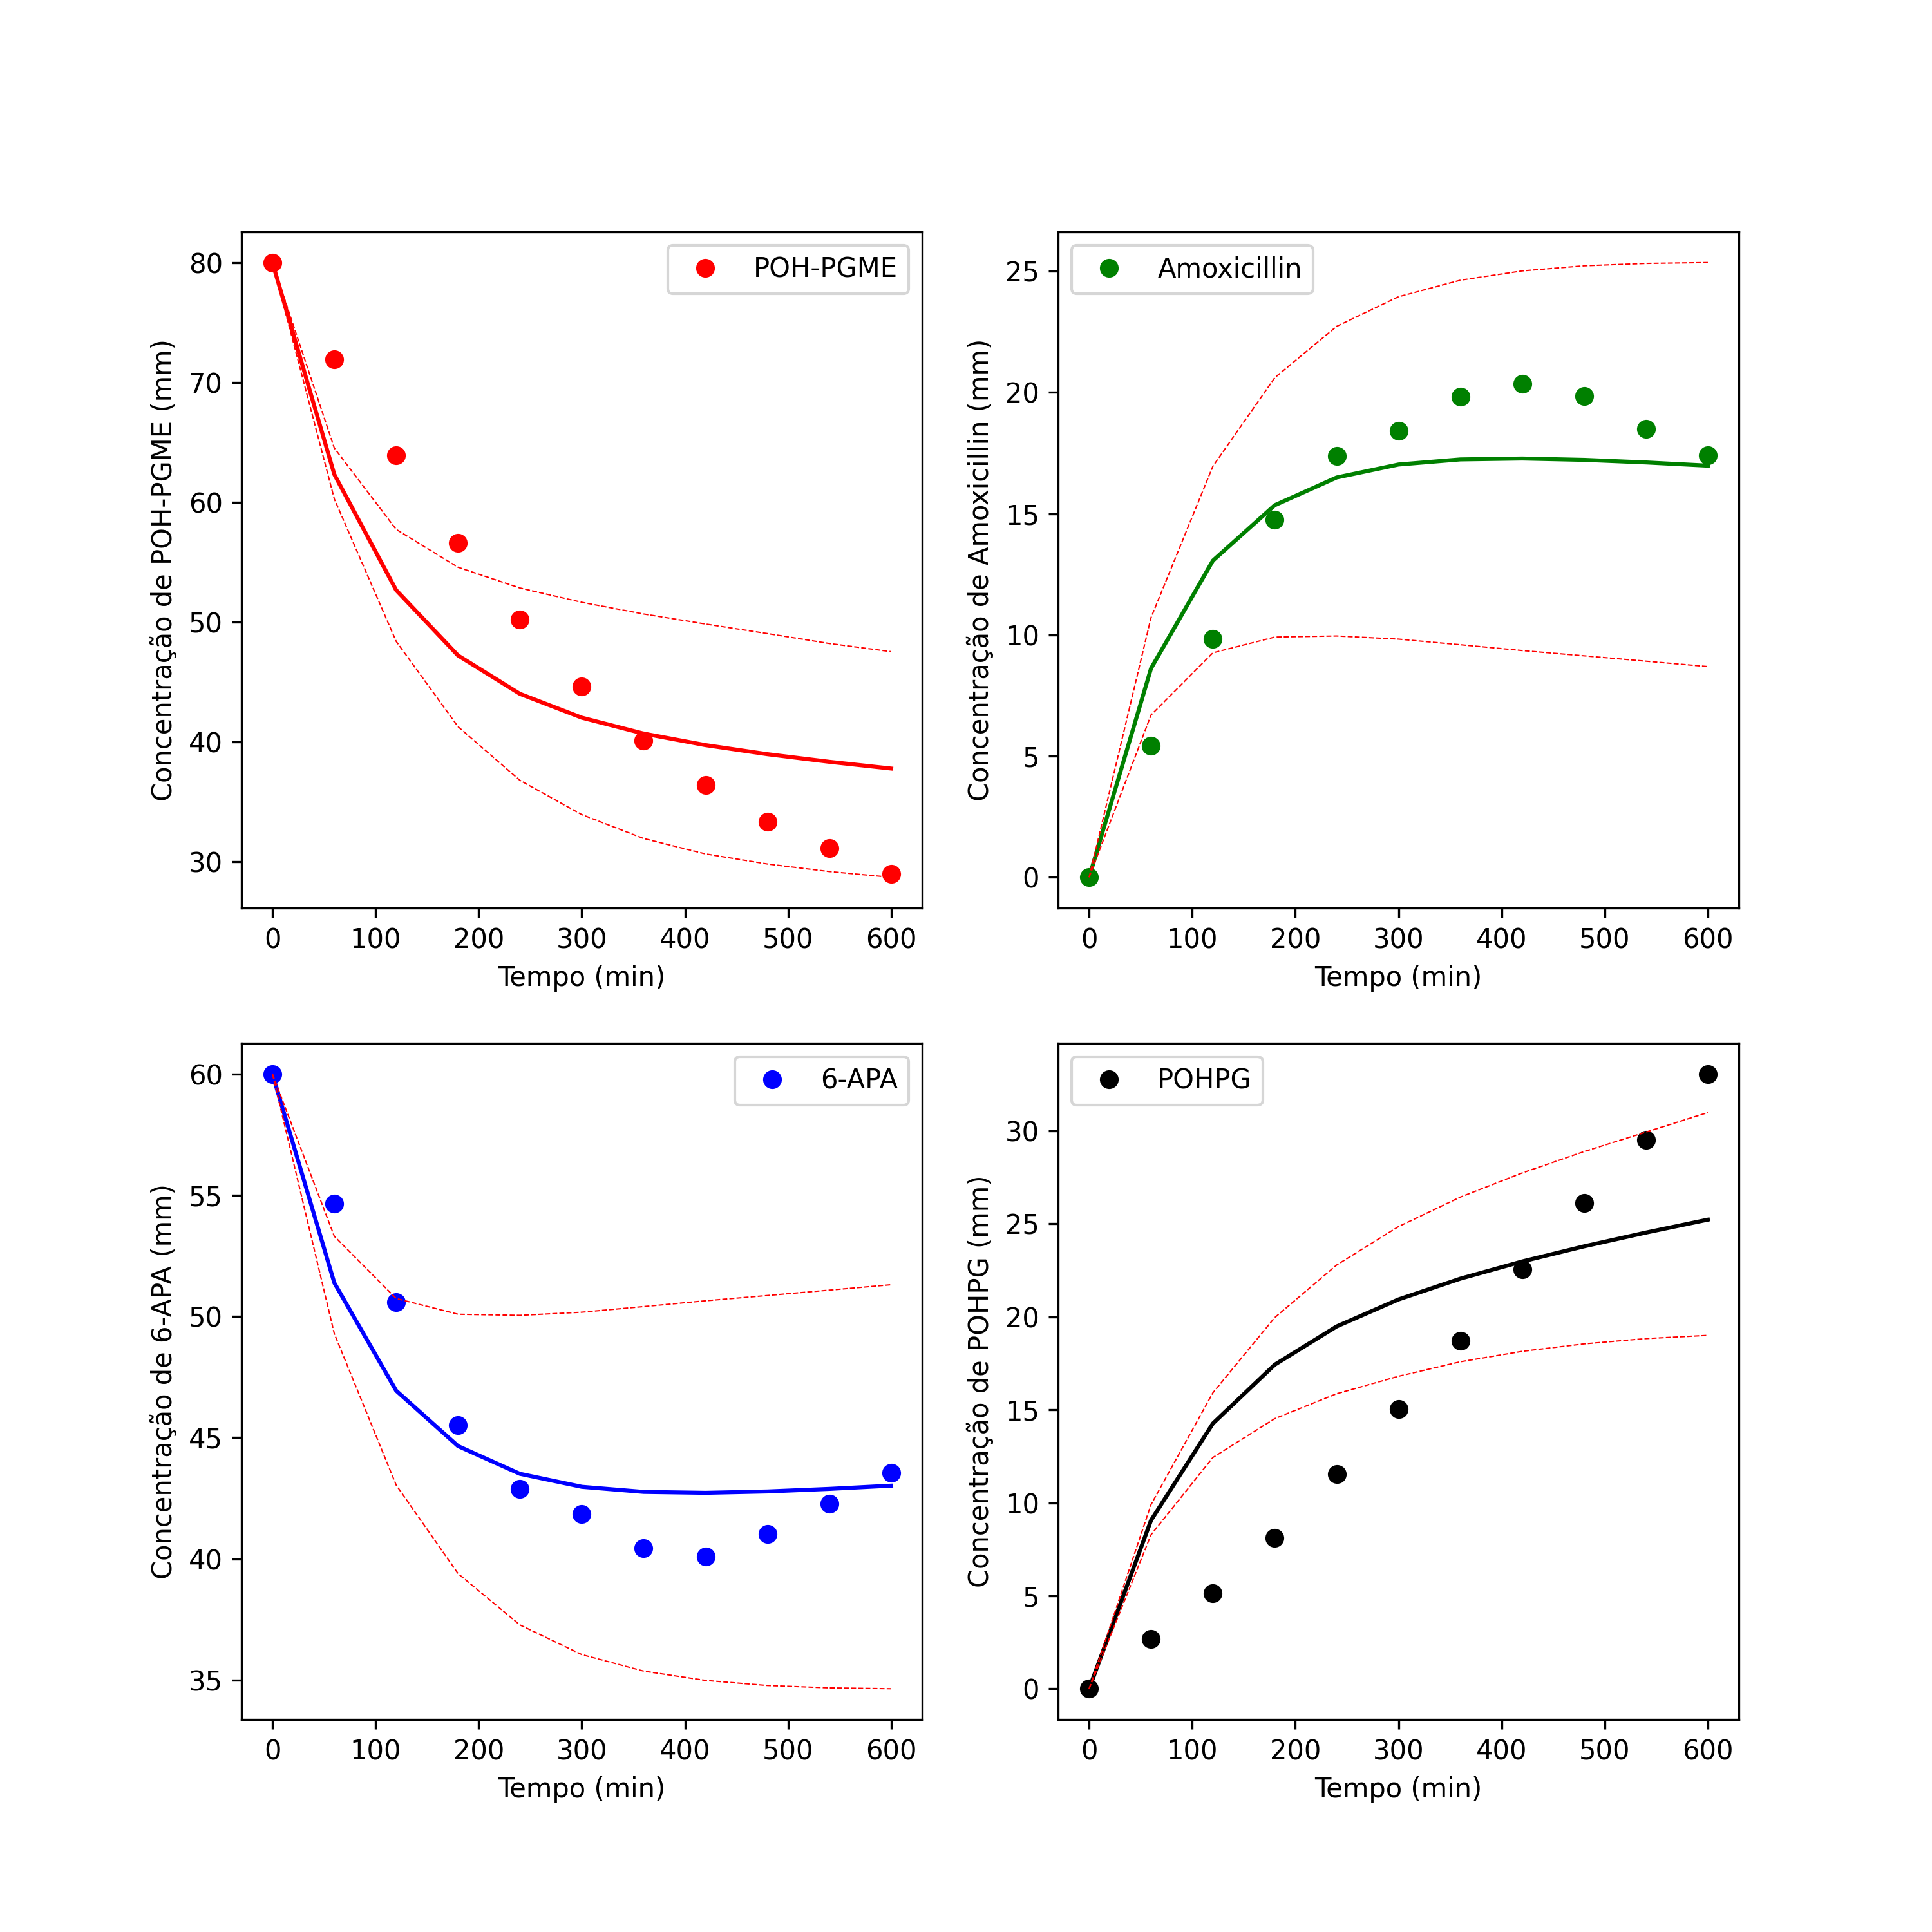 POH-PGME
Concentração de POH-PGME (mm)
80
70
60
50
40
30
0 100 200 300 400 500 600
Tempo (min)
Amoxicillin
Concentração de Amoxicillin (mm)
25
20
15
10
5
0
0 100 200 300 400 500 600
Tempo (min)
6-APA
Concentração de 6-APA (mm)
60
55
50
45
40
35
0 100 200 300 400 500 600
Tempo (min)
POHPG
Concentração de POHPG (mm)
30
25
20
15
10
5
0
0 100 200 300 400 500 600
Tempo (min)